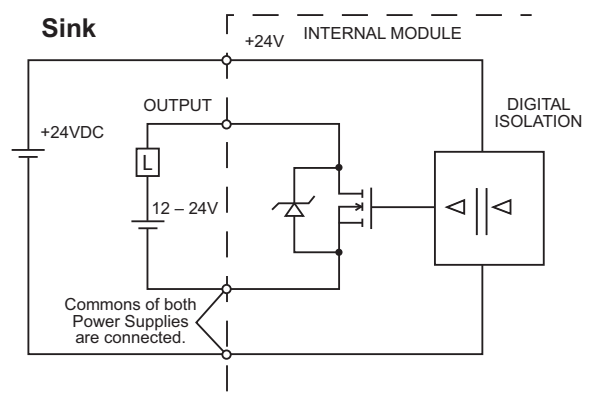 Sink
+24V
INTERNAL MODULE
OUTPUT
DIGITAL
ISOLATION
+24VDC
L
12 – 24V
Commons of both
Power Supplies
are connected.